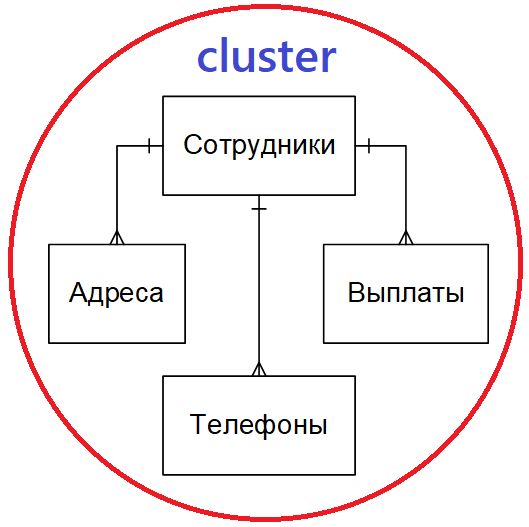 cluster
Сотрудники
Адреса
Выплаты
Телефоны